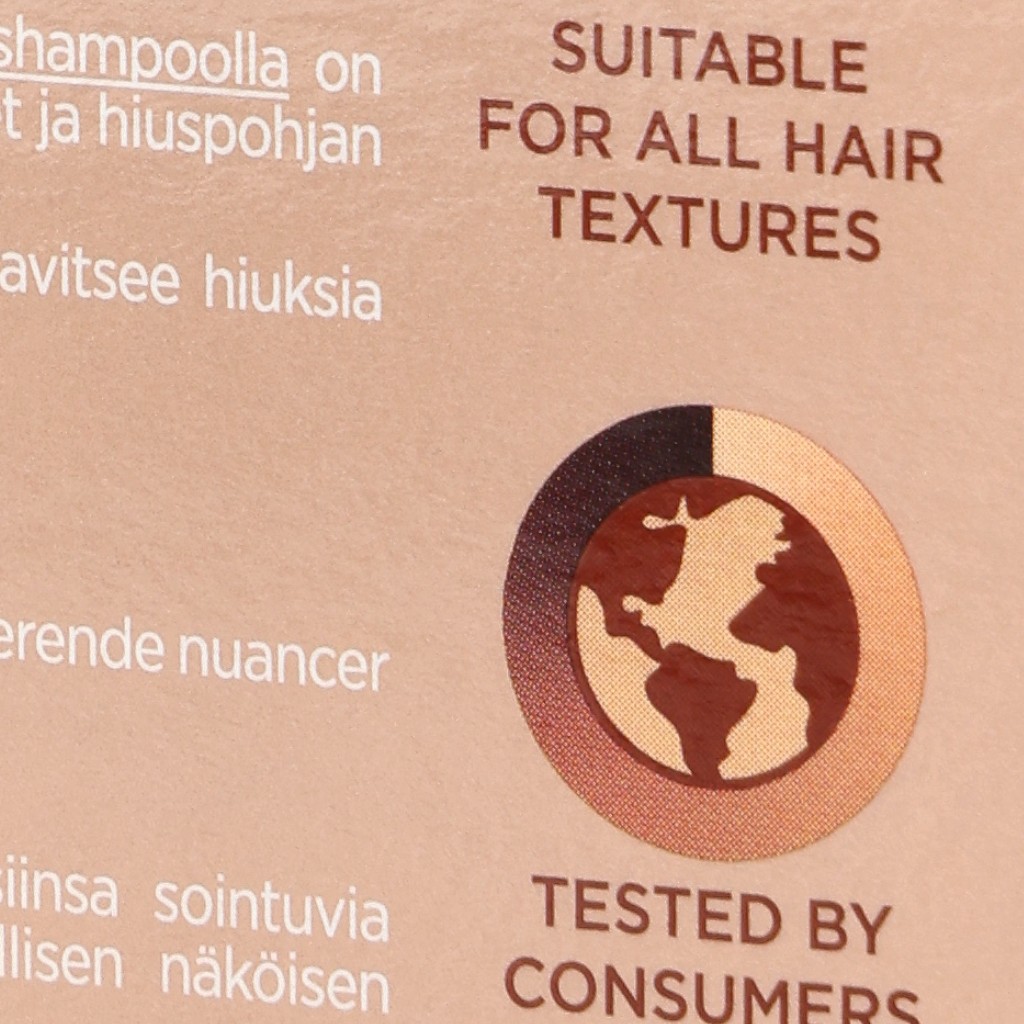 shampoolla on
t ja hiuspohjan
avitsee hiuksia
erende nuancer
siinsa sointuvia
llisen näköisen
SUITABLE
FOR ALL HAIR
TEXTURES
TESTED BY
CONSUMERS